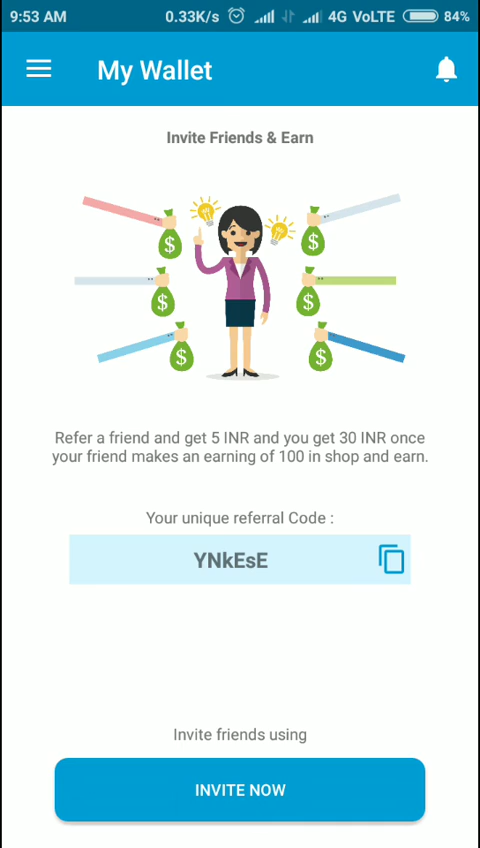 9:53 AM 0.33K/s 4G VoLTE 84%
My Wallet
Invite Friends & Earn
$ $
$ $
$ $
Refer a friend and get 5 INR and you get 30 INR once
your friend makes an earning of 100 in shop and earn.
Your unique referral Code :
YNkEsE
Invite friends using
INVITE NOW